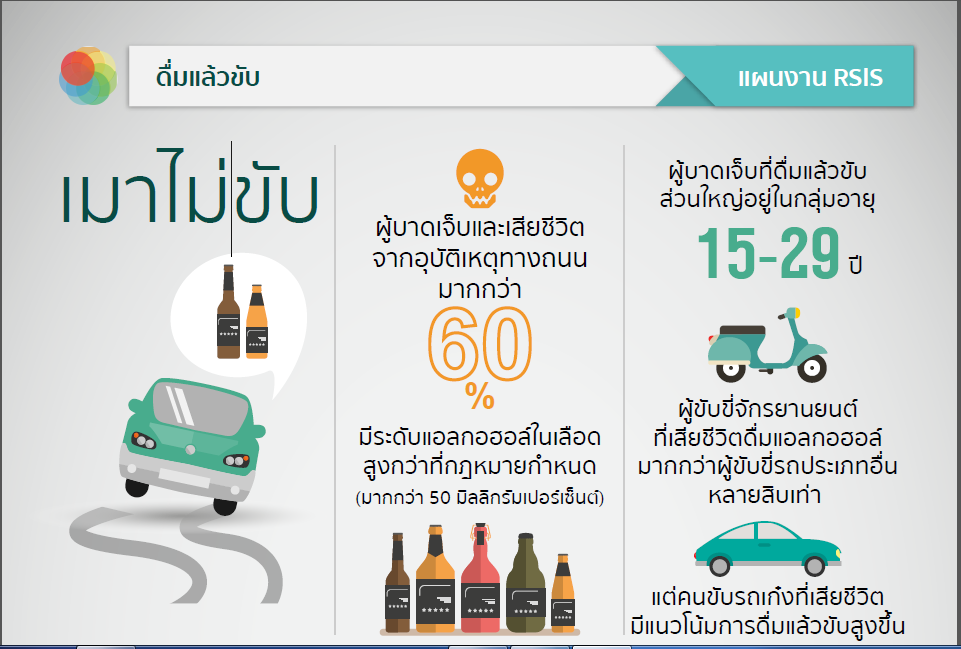 ดื่มแล้วขับ
แผนงาน RSIS
เมาไม่ขับ
ผู้บาดเจ็บและเสียชีวิต
จากอุบัติเหตุทางถนน
มากกว่า
60
%
มีระดับแอลกอฮอล์ในเลือด
สูงกว่าที่กฎหมายกำหนด
(มากกว่า 50 มิลลิกรัมเปอร์เซ็นต์)
ผู้บาดเจ็บที่ดื่มแล้วขับ
ส่วนใหญ่อยู่ในกลุ่มอายุ
15-29 ปี
ผู้ขับขี่จักรยานยนต์
ที่เสียชีวิตดื่มแอลกอฮอล์
มากกว่าผู้ขับขี่รถประเภทอื่น
หลายสิบเท่า
แต่คนขับรถเก๋งที่เสียชีวิต
มีแนวโน้มการดื่มแล้วขับสูงขึ้น